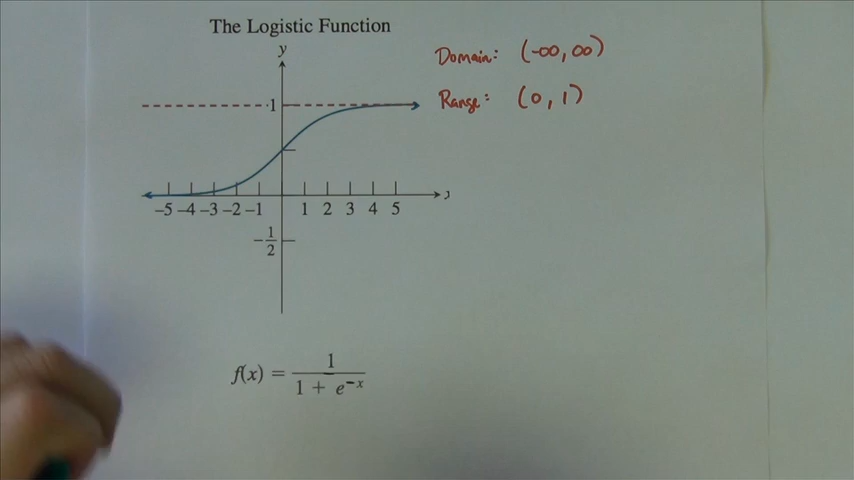 The Logistic Function
y
Domain: (-∞, ∞)
1
Range: (0, 1)
–5 –4 –3 –2 –1 1 2 3 4 5
–1/2
f(x) = 1/(1 + e^–x)